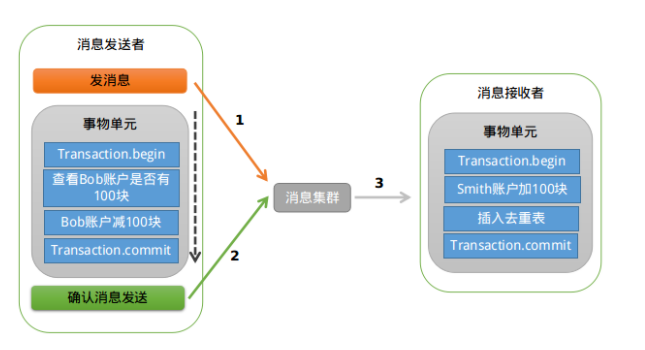 消息发送者
发消息
事物单元
Transaction.begin
查看Bob账户是否有
100块
Bob账户减100块
Transaction.commit
确认消息发送
1
2
消息集群
3
消息接收者
事物单元
Transaction.begin
Smith账户加100块
插入去重表
Transaction.commit